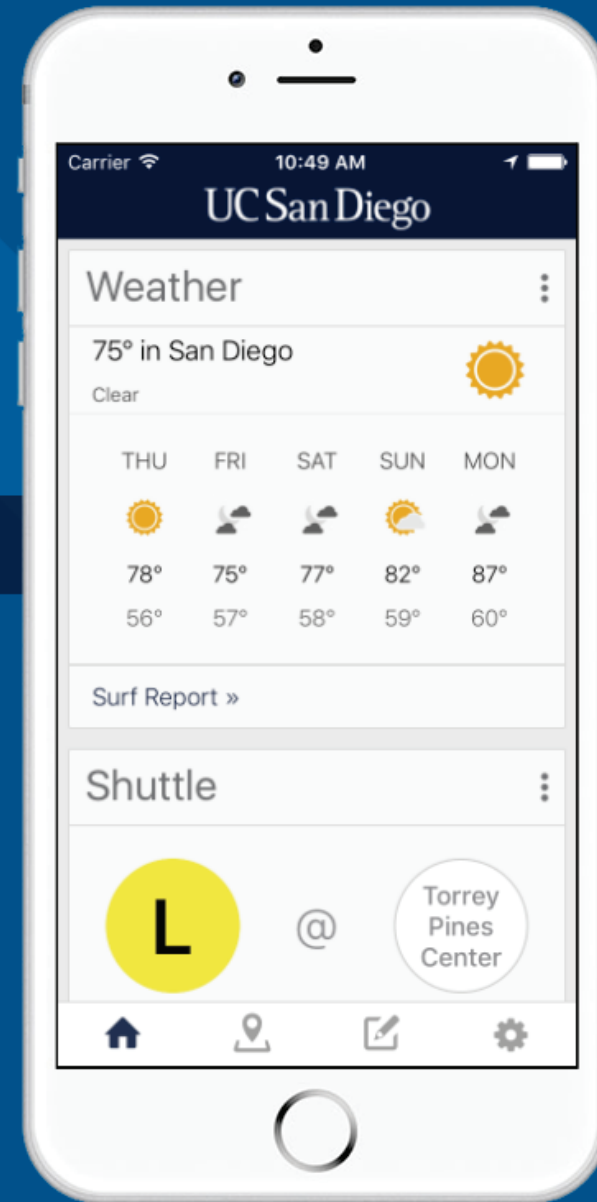 Carrier 10:49 AM
UC San Diego
Weather
75° in San Diego
Clear
THU FRI SAT SUN MON
78° 75° 77° 82° 87°
56° 57° 58° 59° 60°
Surf Report »
Shuttle
L @ Torrey
Pines
Center